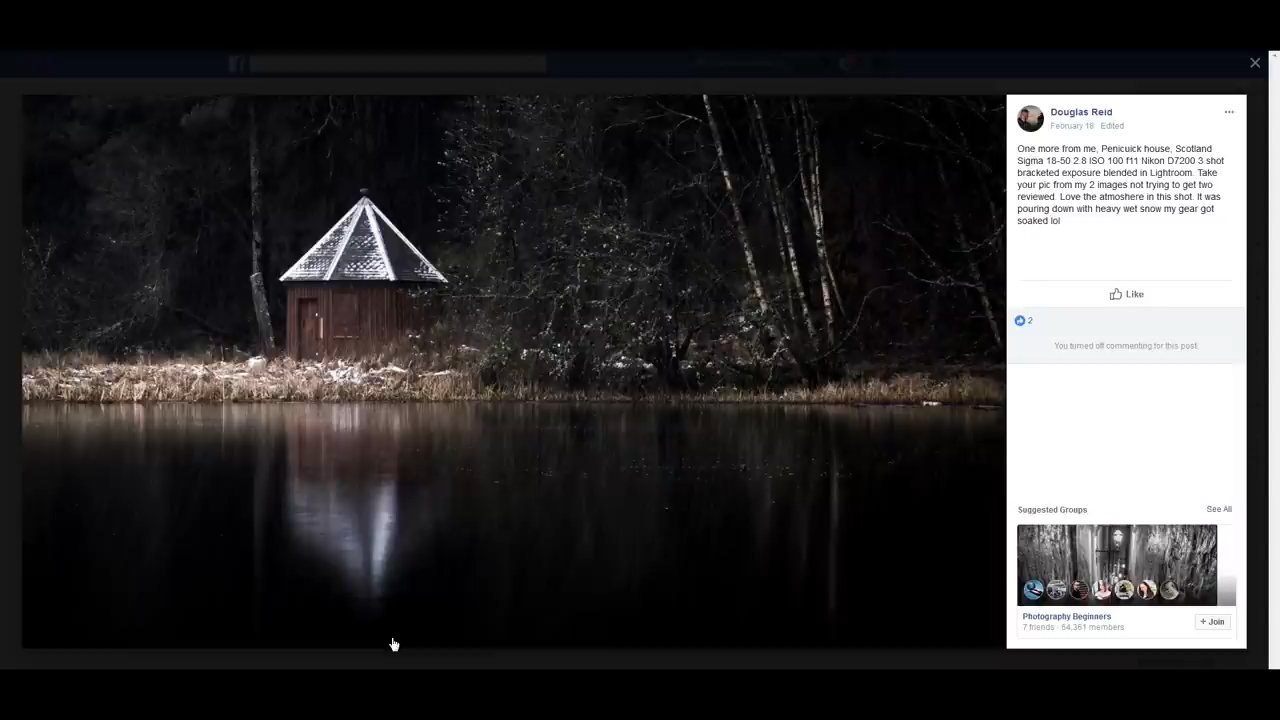 Douglas Reid
February 18 · Edited
One more from me, Penicuick house, Scotland
Sigma 18-50 2.8 ISO 100 f11 Nikon D7200 3 shot
bracketed exposure blended in Lightroom. Take
your pic from my 2 images not trying to get two
reviewed. Love the atmoshere in this shot. It was
pouring down with heavy wet snow my gear got
soaked lol
Like
2
You turned off commenting for this post.
Suggested Groups
See All
Photography Beginners
7 friends · 64,361 members
+ Join